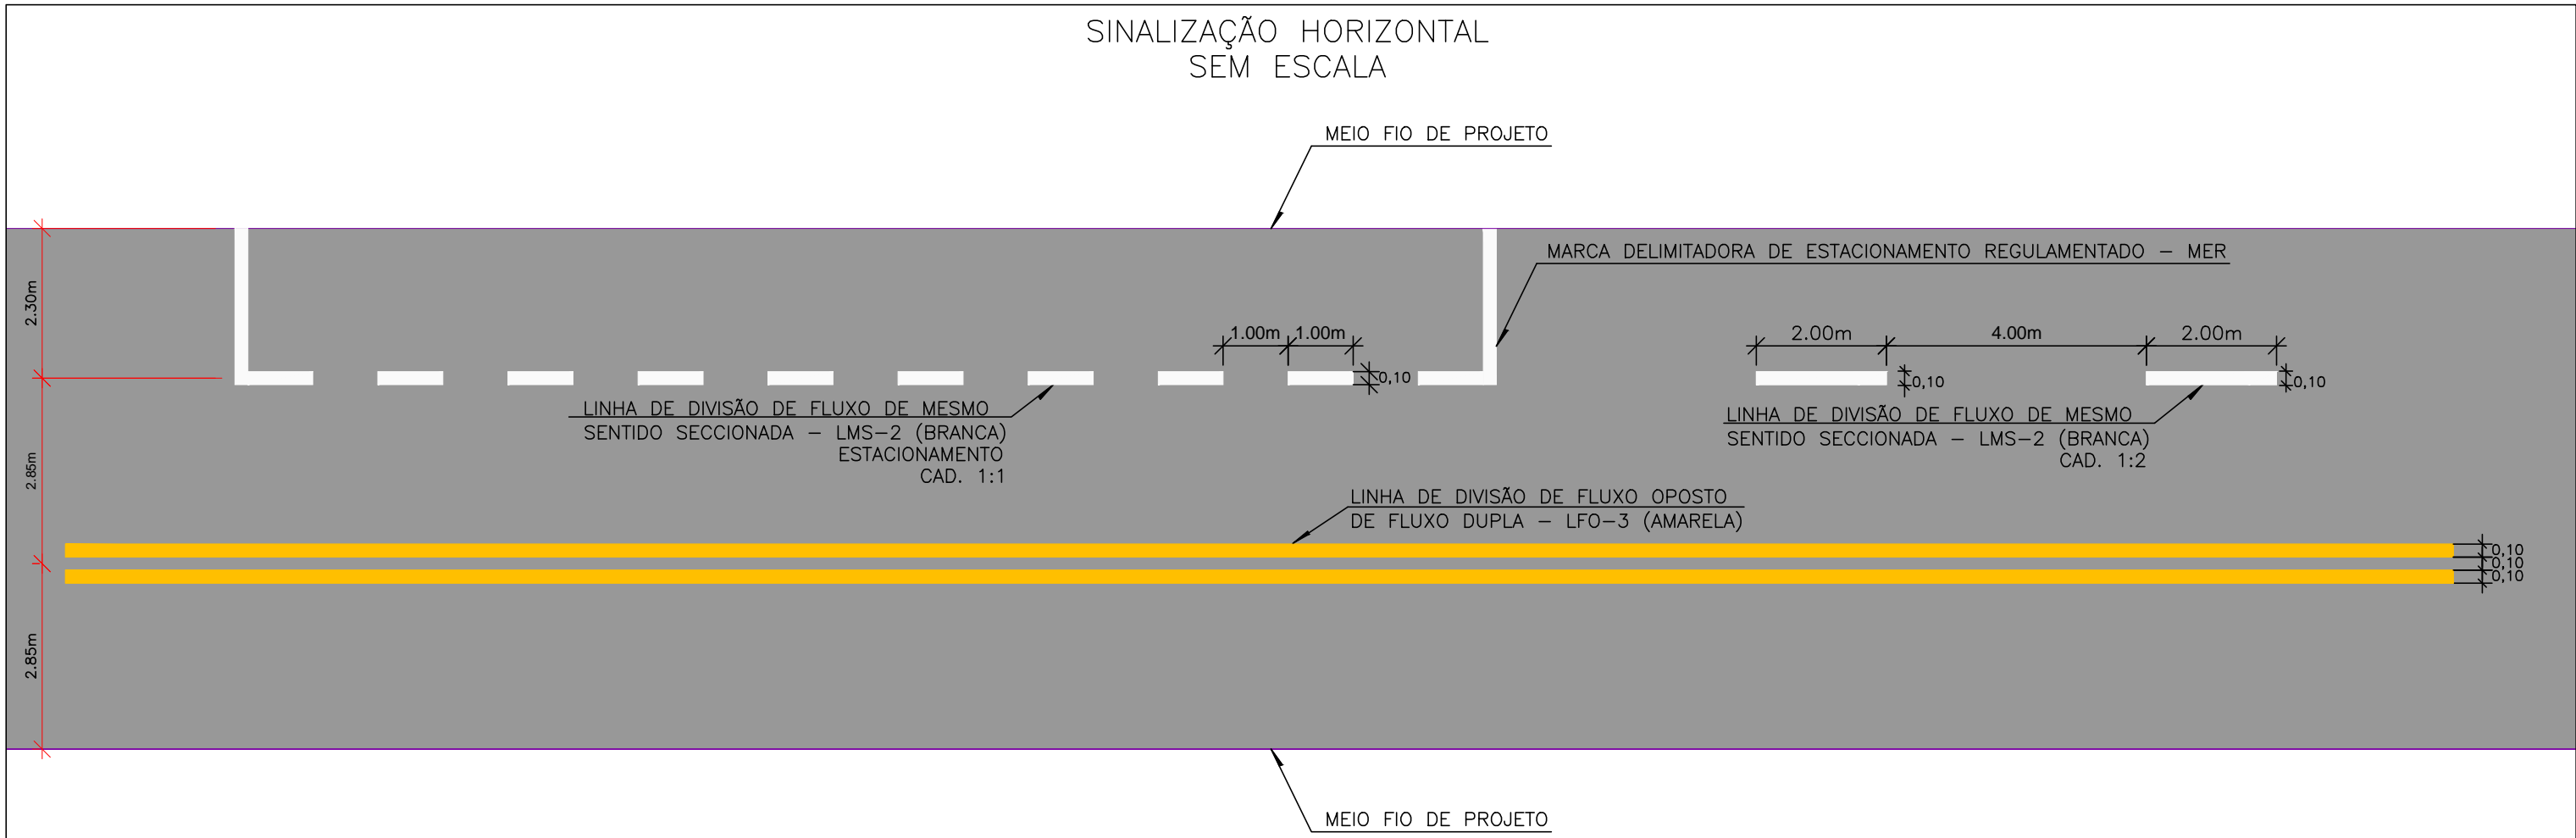 SINALIZAÇÃO HORIZONTAL
SEM ESCALA
MEIO FIO DE PROJETO
MARCA DELIMITADORA DE ESTACIONAMENTO REGULAMENTADO - MER
2.30m
1.00m
1.00m
0,10
2.00m
4.00m
2.00m
0,10
0,10
LINHA DE DIVISÃO DE FLUXO DE MESMO
SENTIDO SECCIONADA - LMS-2 (BRANCA)
ESTACIONAMENTO
CAD. 1:1
LINHA DE DIVISÃO DE FLUXO DE MESMO
SENTIDO SECCIONADA - LMS-2 (BRANCA)
CAD. 1:2
2.85m
LINHA DE DIVISÃO DE FLUXO OPOSTO
DE FLUXO DUPLA - LFO-3 (AMARELA)
0,10
0,10
0,10
2.85m
MEIO FIO DE PROJETO